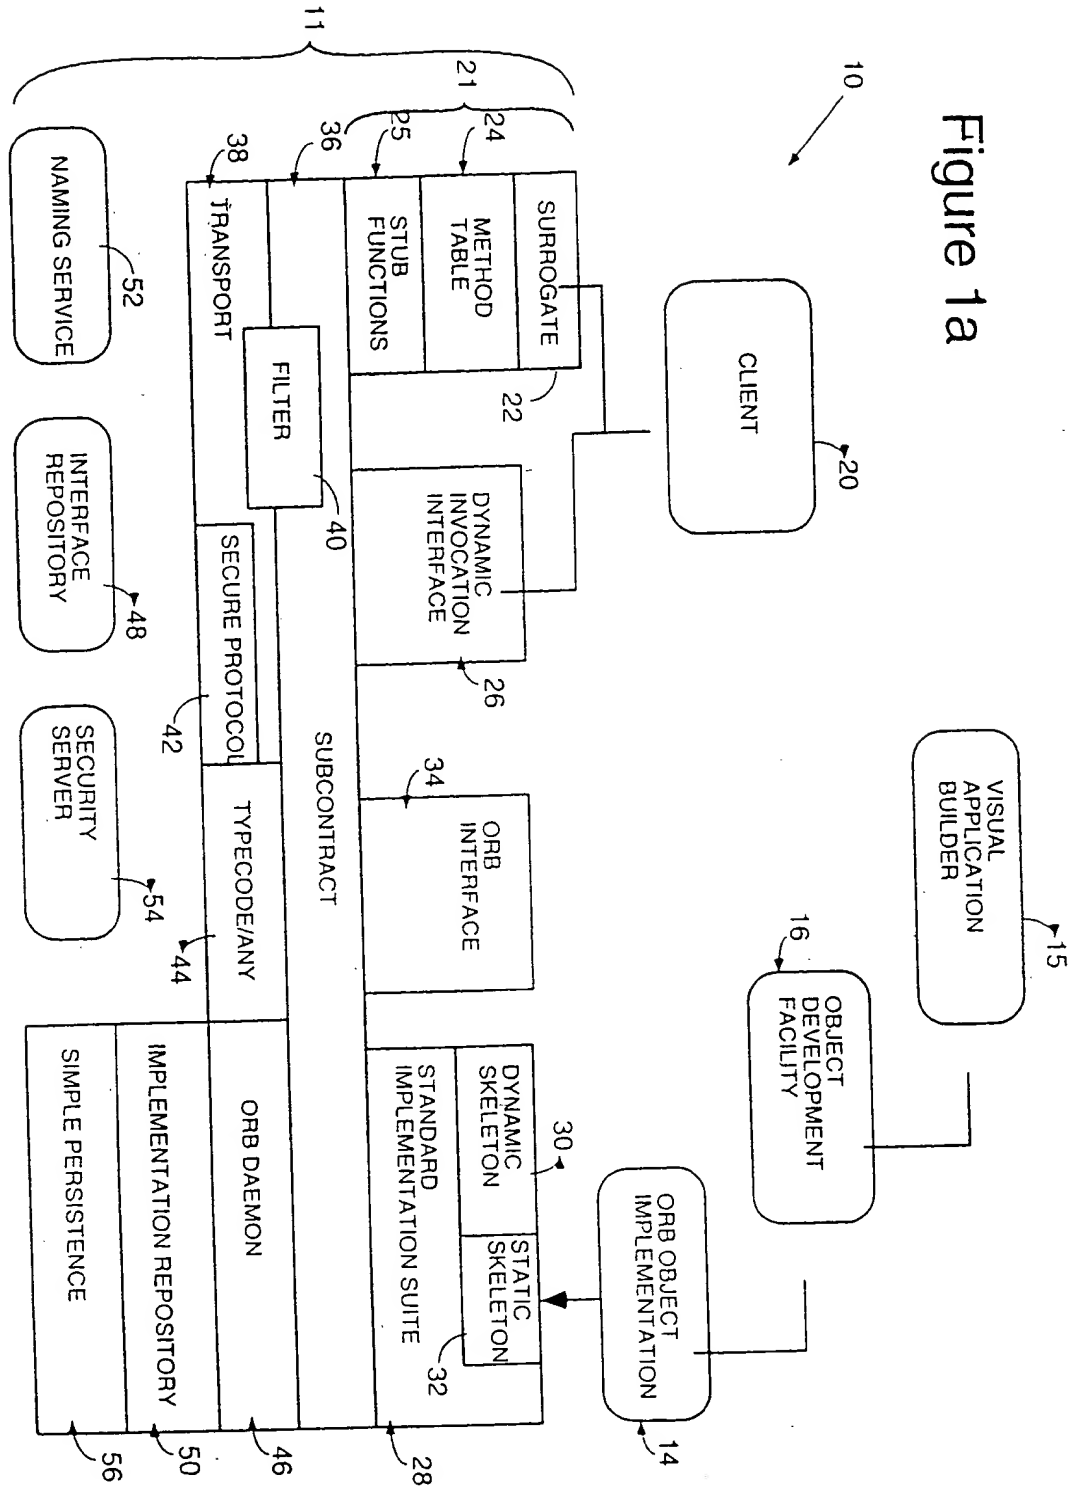 Figure 1a
10
CLIENT
20
VISUAL
APPLICATION
BUILDER
15
OBJECT
DEVELOPMENT
FACILITY
16
ORB OBJECT
IMPLEMENTATION
14
11
21
SURROGATE
22
24
METHOD
TABLE
25
STUB
FUNCTIONS
DYNAMIC
INVOCATION
INTERFACE
26
34
ORB
INTERFACE
30
DYNAMIC
SKELETON
STATIC
SKELETON
32
STANDARD
IMPLEMENTATION SUITE
28
36
SUBCONTRACT
38
TRANSPORT
FILTER
40
SECURE PROTOCOL
42
TYPECODE/ANY
44
ORB DAEMON
46
IMPLEMENTATION REPOSITORY
50
SIMPLE PERSISTENCE
56
NAMING SERVICE
52
INTERFACE
REPOSITORY
48
SECURITY
SERVER
54